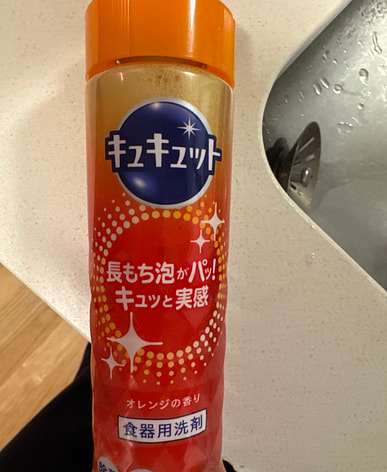 キュキュット
長もち泡がパッ!
キュッと実感
オレンジの香り
食器用洗剤